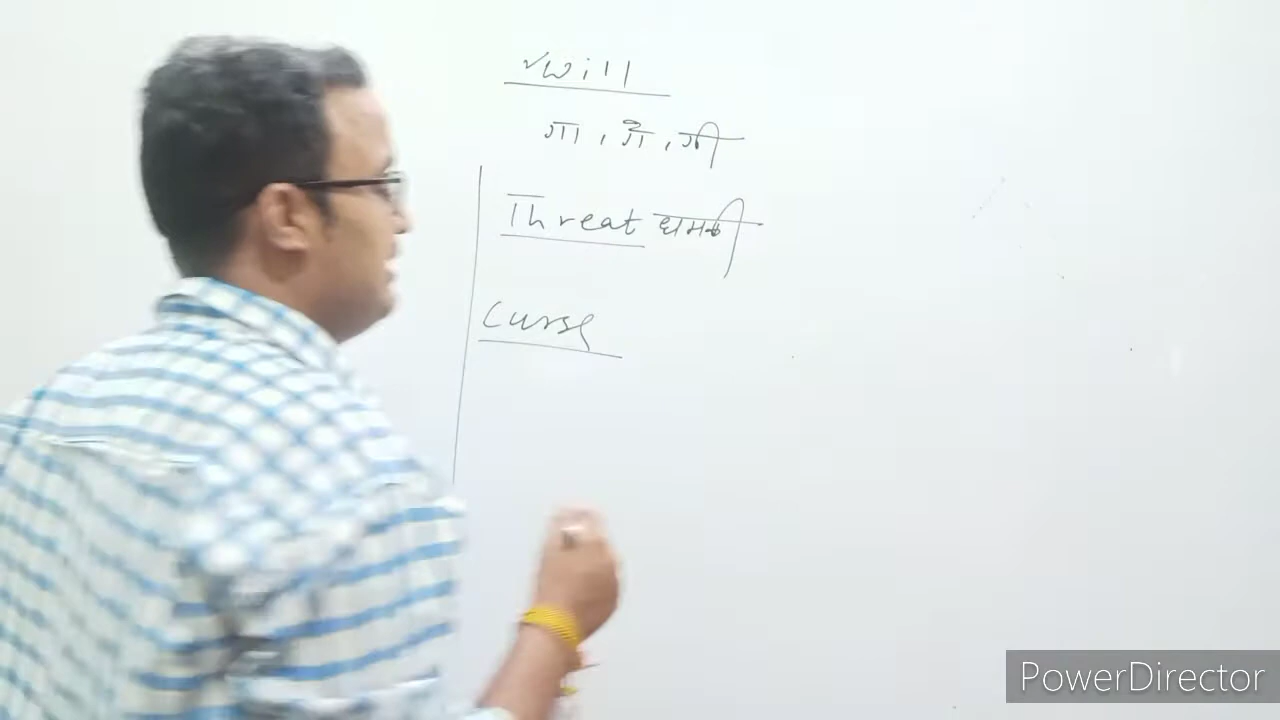 will
गा, गे, गी
Threat धमकी
Curse
PowerDirector